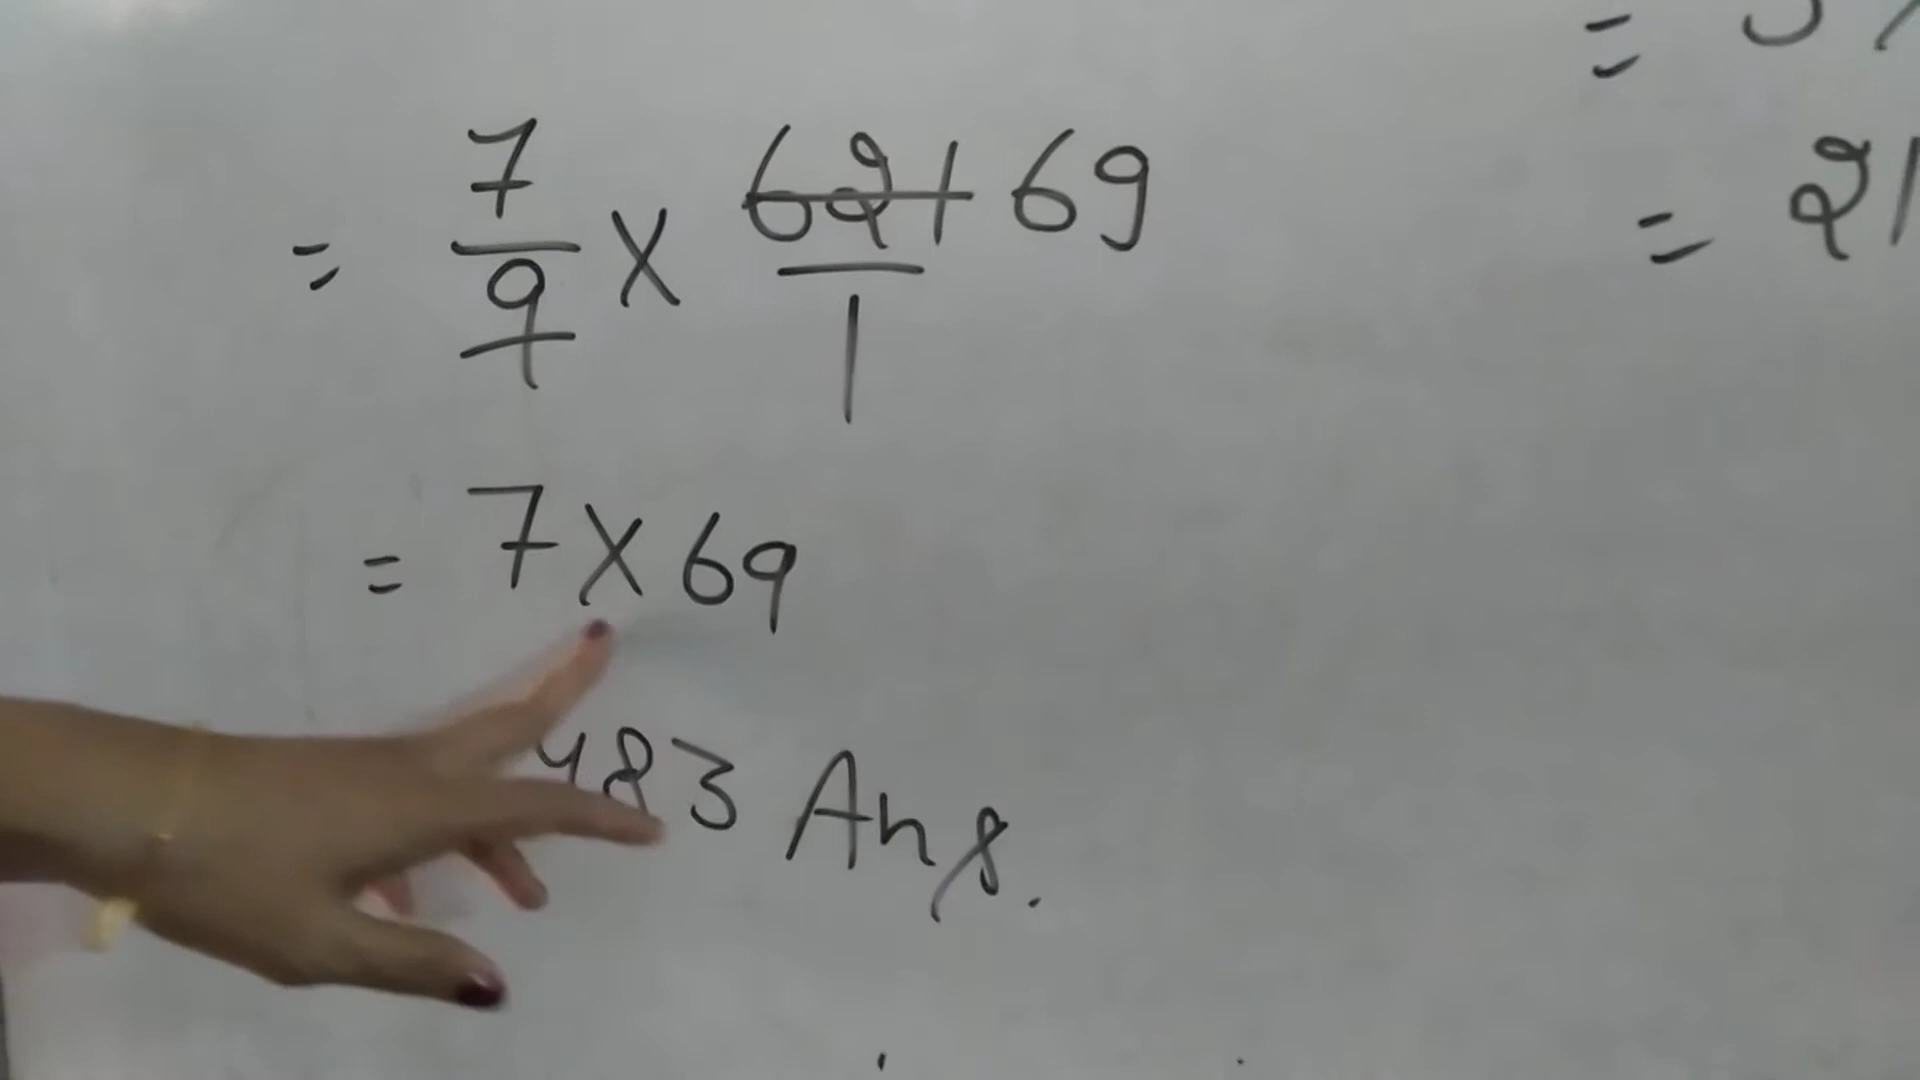 = 7/9 × 621/1 69
= 7 × 69
483 Ans.
=
= 21